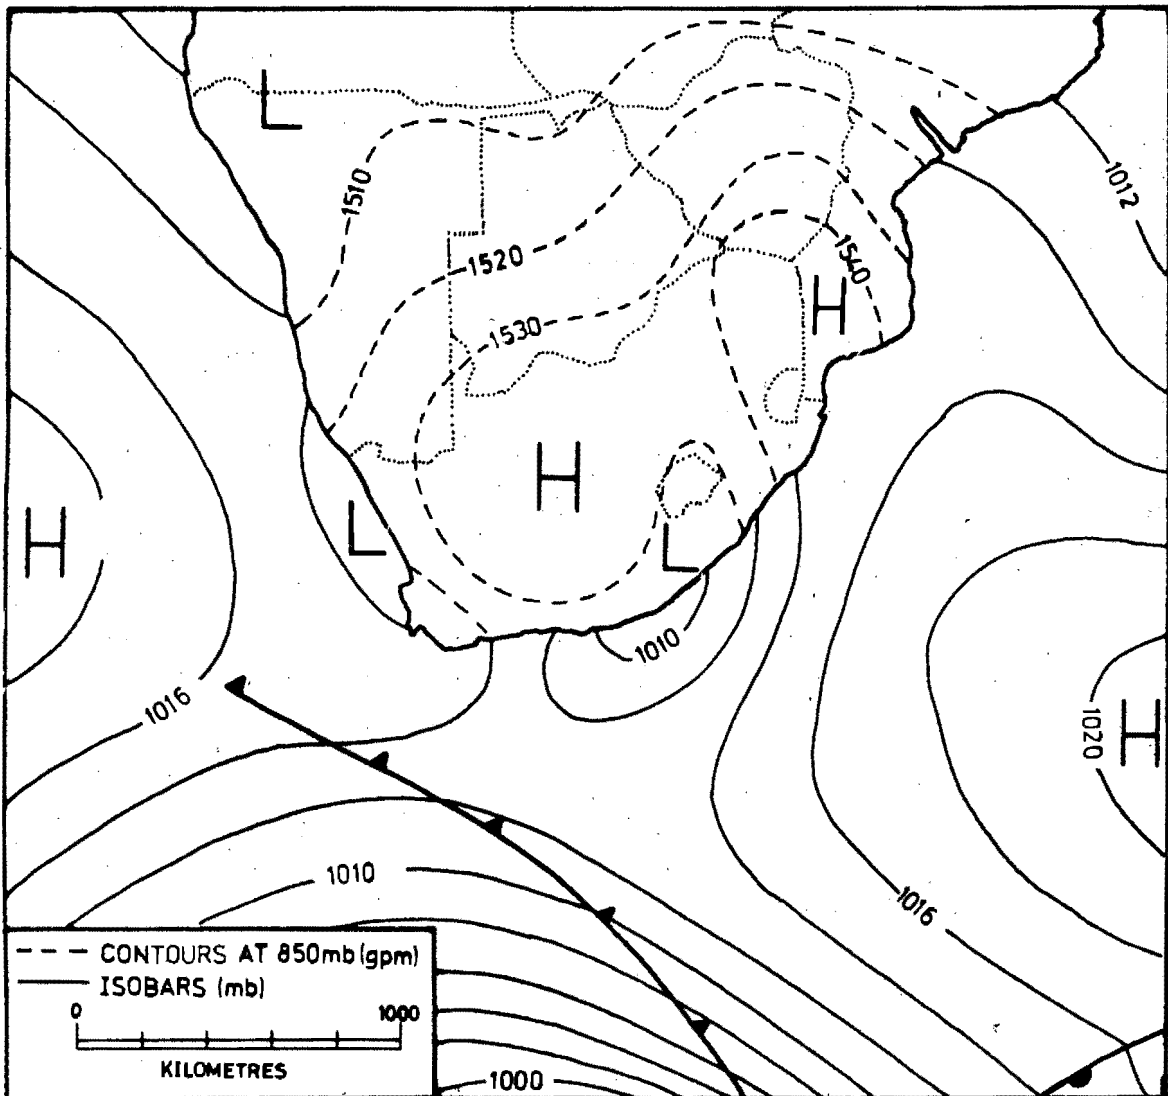 L
1510
1012
1520
1540
H
1530
H
H
L
L
1010
1016
1020
H
1010
1016
CONTOURS AT 850mb (gpm)
ISOBARS (mb)
0 1000
KILOMETRES
1000